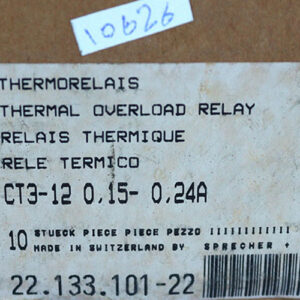 10626
THERMORELAIS
THERMAL OVERLOAD RELAY
RELAIS THERMIQUE
RELE TERMICO
CT3-12 0,15- 0,24A
10 STUECK PIECE PIECE PEZZO
MADE IN SWITZERLAND BY SPRECHER +
22.133.101-22